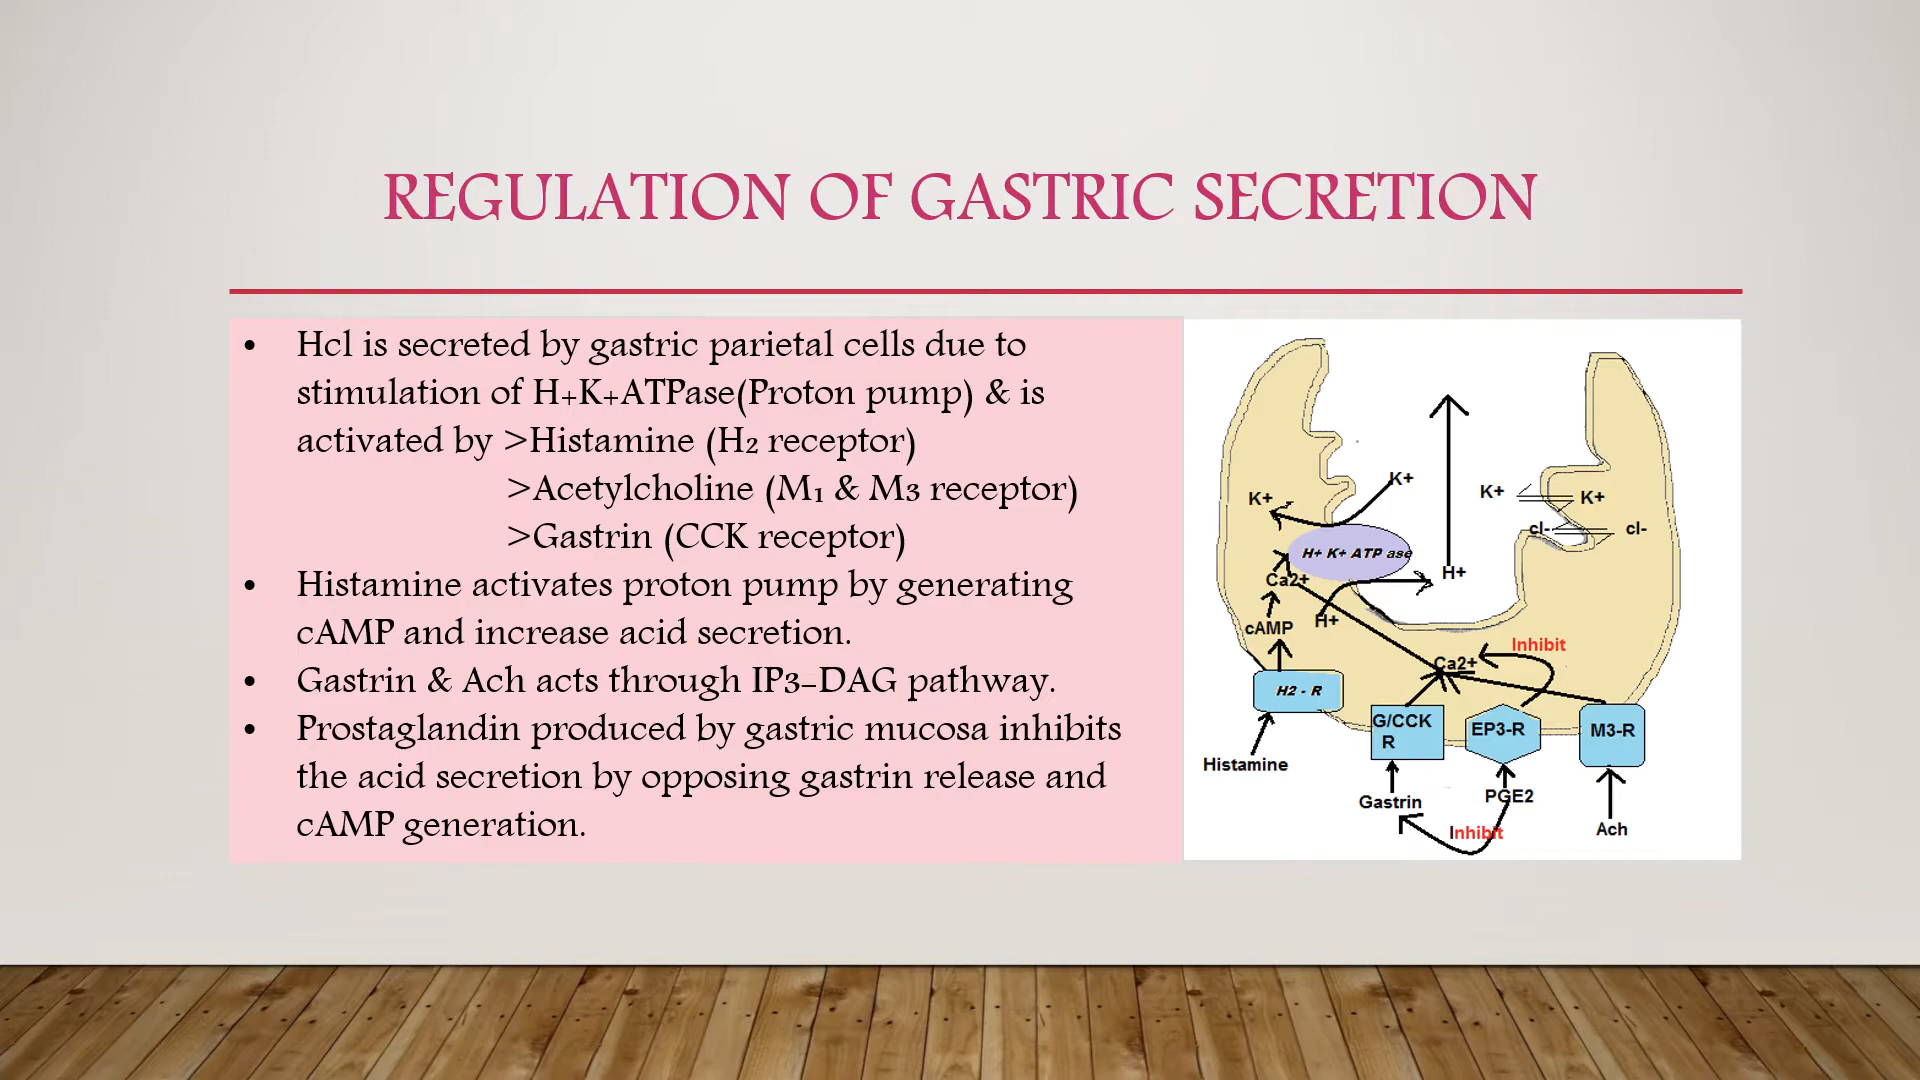 REGULATION OF GASTRIC SECRETION
• Hcl is secreted by gastric parietal cells due to
stimulation of H+K+ATPase(Proton pump) & is
activated by >Histamine (H2 receptor)
>Acetylcholine (M1 & M3 receptor)
>Gastrin (CCK receptor)
• Histamine activates proton pump by generating
cAMP and increase acid secretion.
• Gastrin & Ach acts through IP3-DAG pathway.
• Prostaglandin produced by gastric mucosa inhibits
the acid secretion by opposing gastrin release and
cAMP generation.
K+
K+
K+
K+
cl-
cl-
H+ K+ ATP ase
Ca2+
H+
cAMP
H+
Inhibit
Ca2+
H2 - R
G/CCK
R
EP3-R
M3-R
Histamine
Gastrin
PGE2
Inhibit
Ach